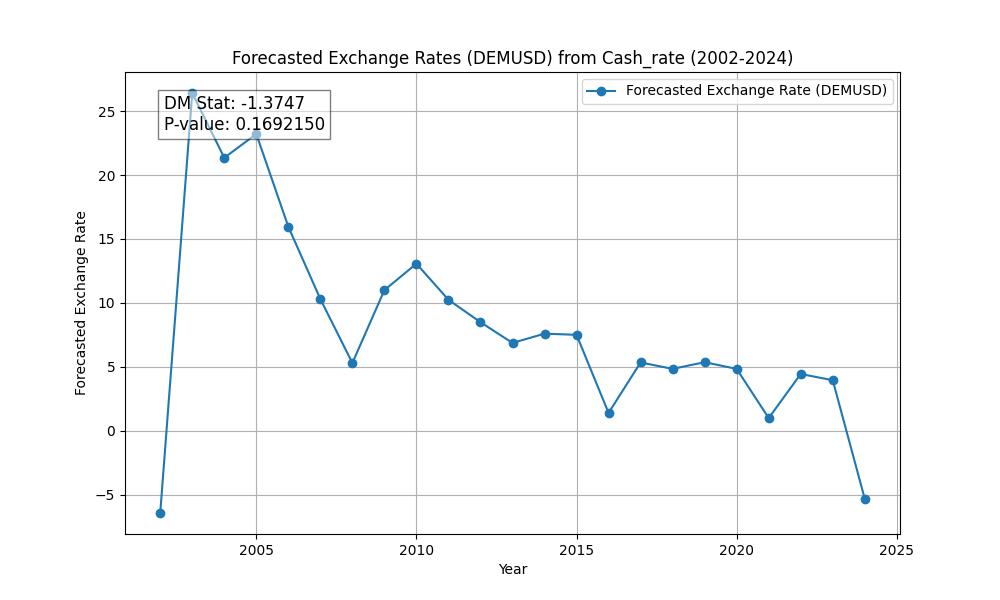 Forecasted Exchange Rates (DEMUSD) from Cash_rate (2002-2024)
DM Stat: -1.3747
P-value: 0.1692150
Forecasted Exchange Rate (DEMUSD)
Forecasted Exchange Rate
25
20
15
10
5
0
−5
2005
2010
2015
2020
2025
Year